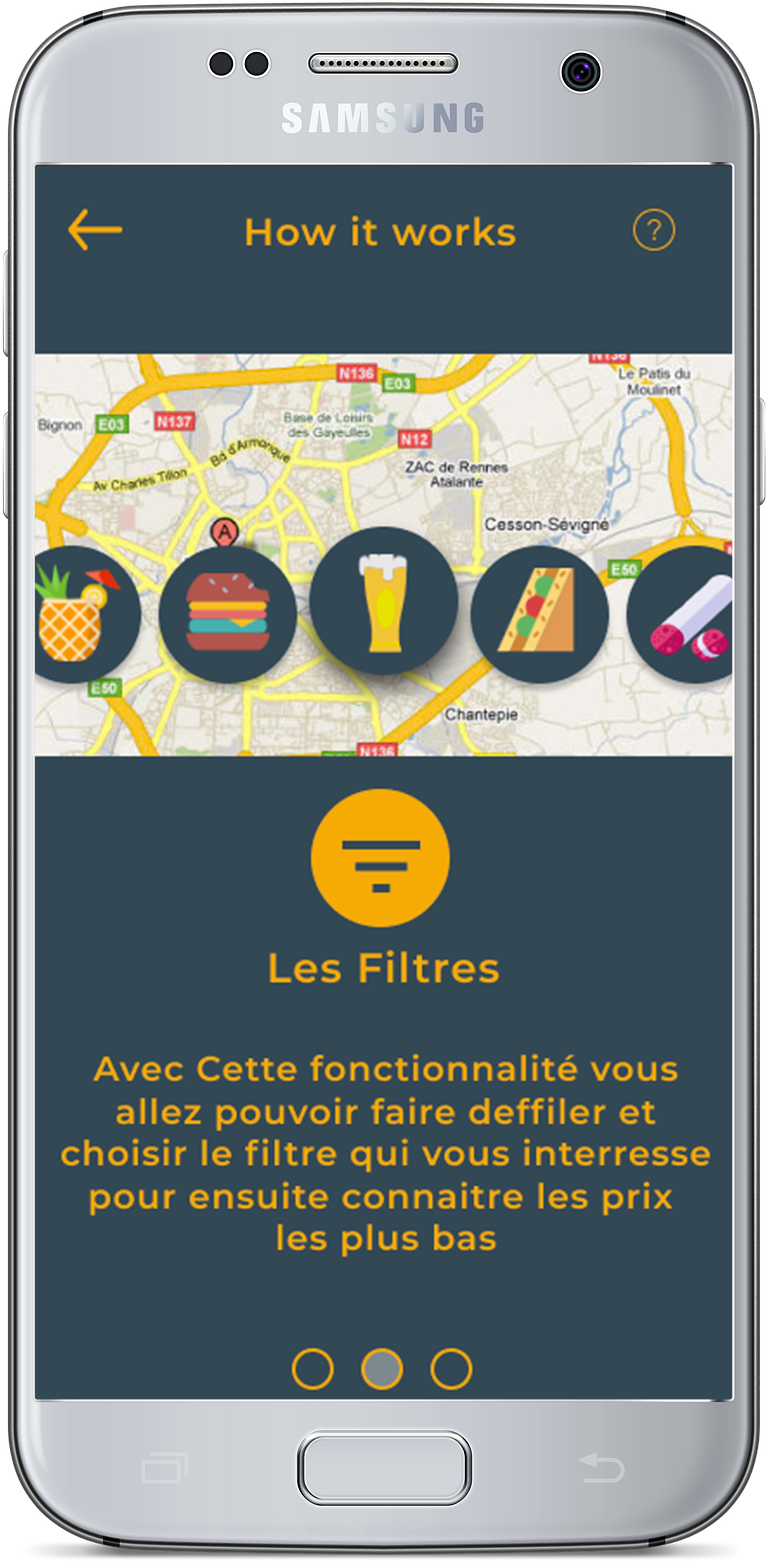 SAMSUNG
How it works
?
N136
N136
E03
Le Patis du
Moulinet
Bignon
E03
N137
Base de Loisirs
des Gayeulles
N12
Bd d'Armorique
Av Charles Tillon
ZAC de Rennes
Atalante
A
Cesson-Sévigné
E50
E50
Chantepie
N136
Les Filtres
Avec Cette fonctionnalité vous
allez pouvoir faire deffiler et
choisir le filtre qui vous interresse
pour ensuite connaitre les prix
les plus bas